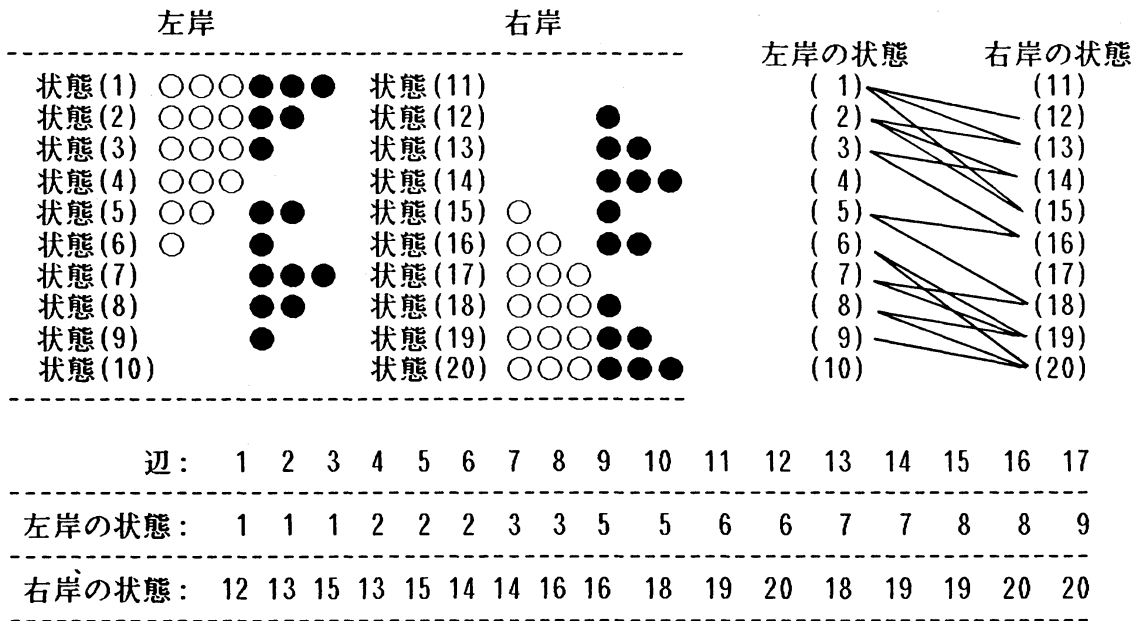 左岸 右岸
左岸の状態 右岸の状態
状態(1) ○○○●●● 状態(11) ( 1) (11)
状態(2) ○○○●● 状態(12) ● ( 2) (12)
状態(3) ○○○● 状態(13) ●● ( 3) (13)
状態(4) ○○○ 状態(14) ●●● ( 4) (14)
状態(5) ○○ ●● 状態(15) ○ ● ( 5) (15)
状態(6) ○ ● 状態(16) ○○ ●● ( 6) (16)
状態(7) ●●● 状態(17) ○○○ ( 7) (17)
状態(8) ●● 状態(18) ○○○● ( 8) (18)
状態(9) ● 状態(19) ○○○●● ( 9) (19)
状態(10) 状態(20) ○○○●●● (10) (20)
辺: 1 2 3 4 5 6 7 8 9 10 11 12 13 14 15 16 17
左岸の状態: 1 1 1 2 2 2 3 3 5 5 6 6 7 7 8 8 9
右岸の状態: 12 13 15 13 15 14 14 16 16 18 19 20 18 19 19 20 20